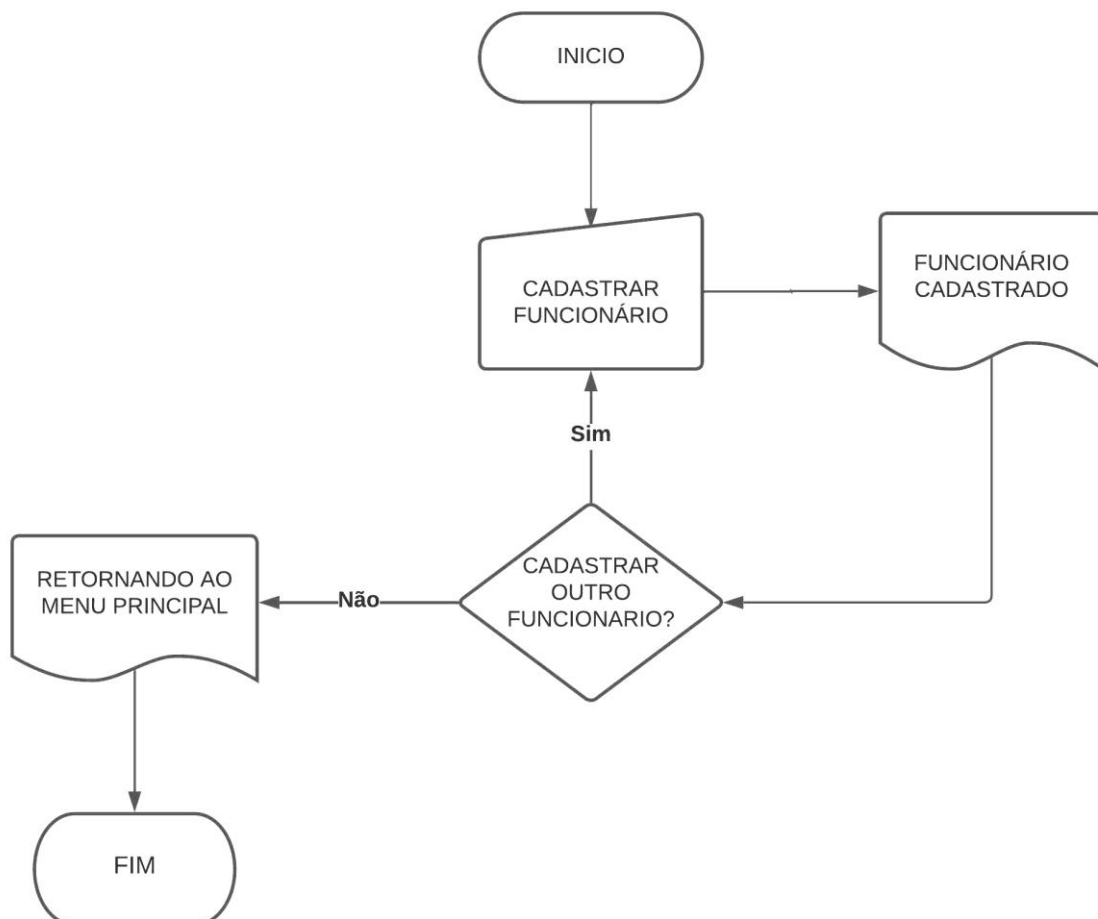 INICIO
CADASTRAR
FUNCIONÁRIO
FUNCIONÁRIO
CADASTRADO
Sim
CADASTRAR
OUTRO
FUNCIONARIO?
Não
RETORNANDO AO
MENU PRINCIPAL
FIM